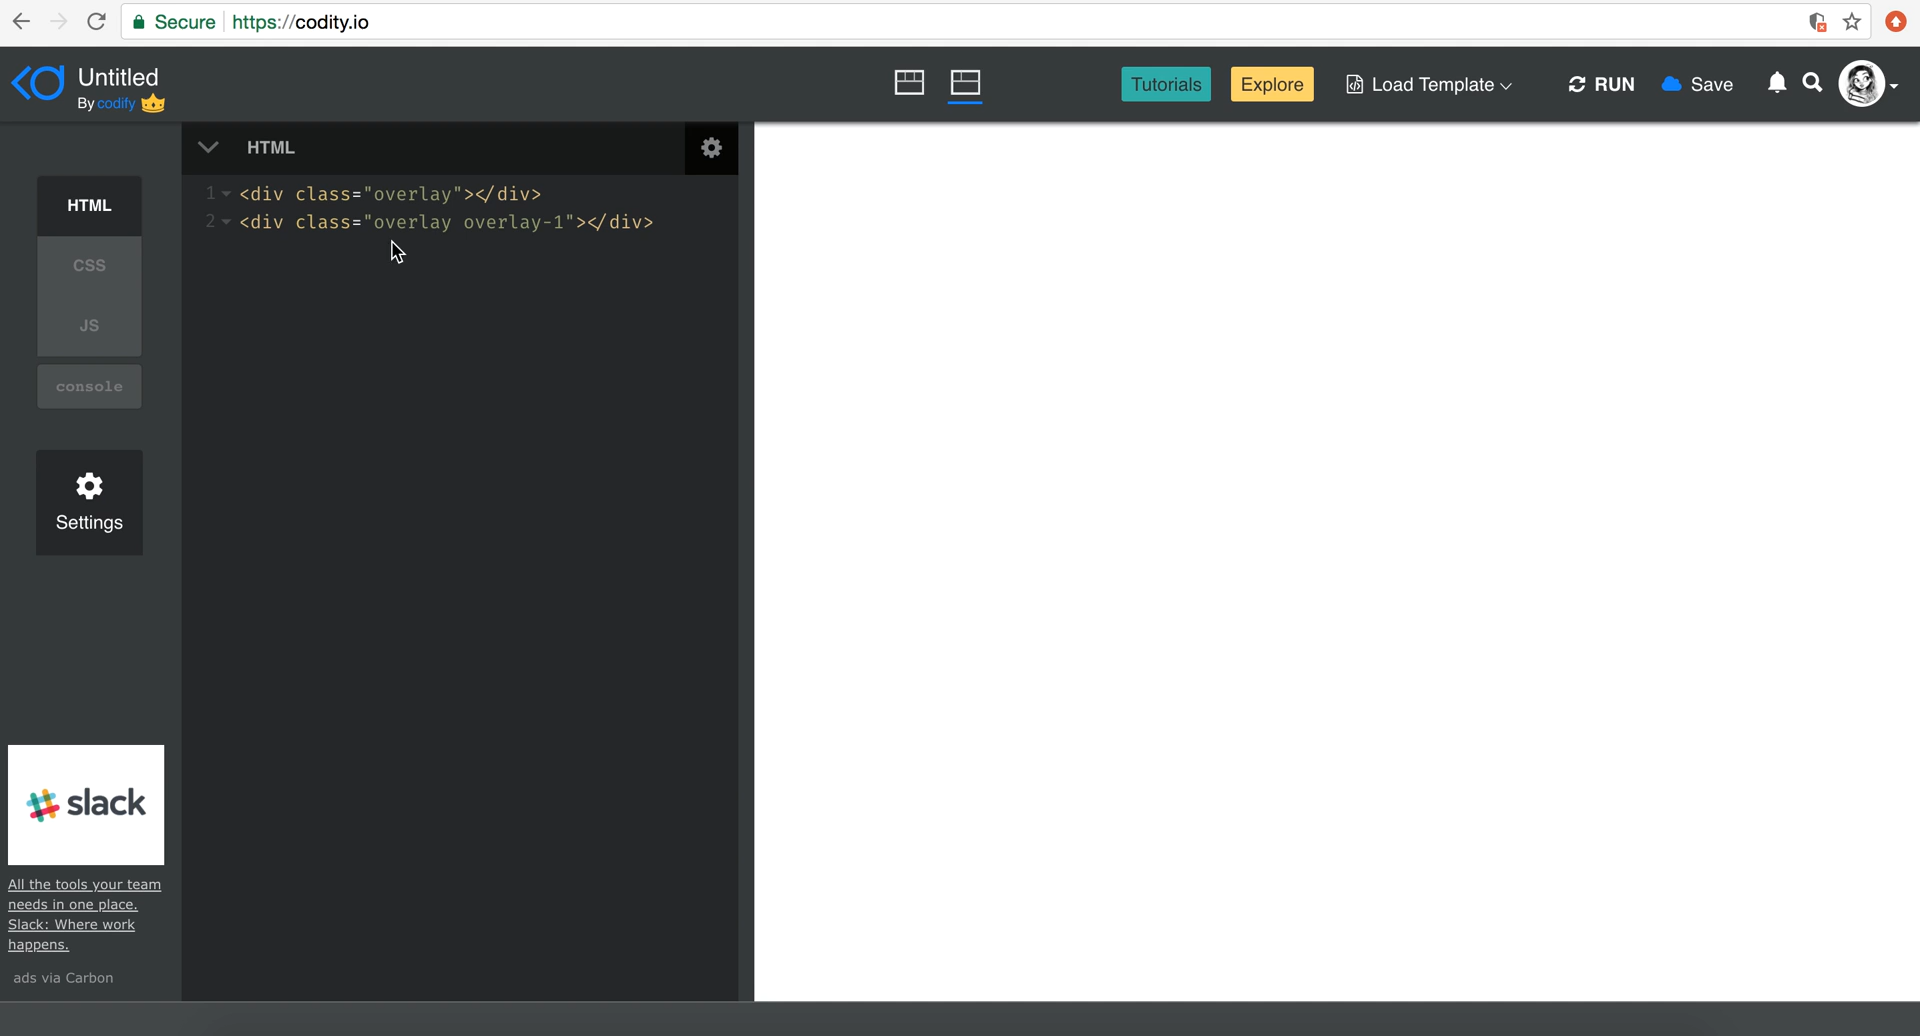 Secure https://codity.io
Untitled
By codify
Tutorials
Explore
Load Template
RUN
Save
HTML
HTML
CSS
JS
console
Settings
1 <div class="overlay"></div>
2 <div class="overlay overlay-1"></div>
slack
All the tools your team
needs in one place.
Slack: Where work
happens.
ads via Carbon